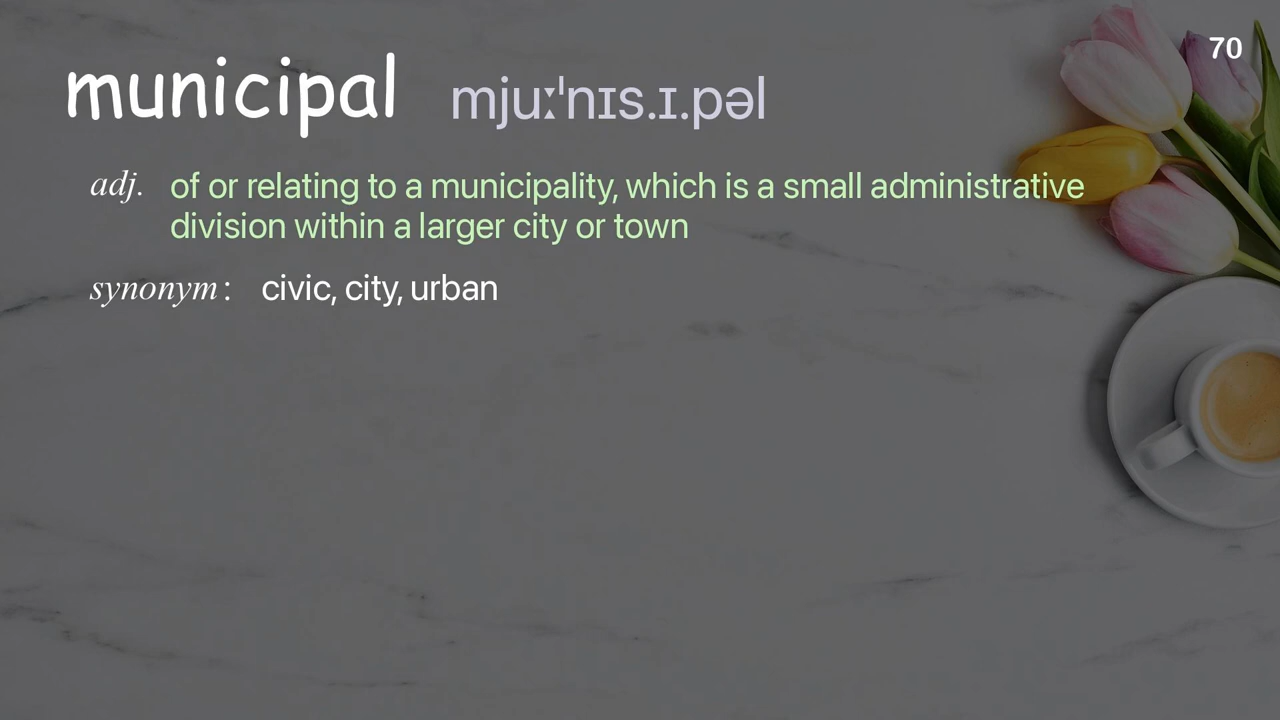 70
municipal mjuːˈnɪs.ɪ.pəl
adj. of or relating to a municipality, which is a small administrative
division within a larger city or town
synonym: civic, city, urban